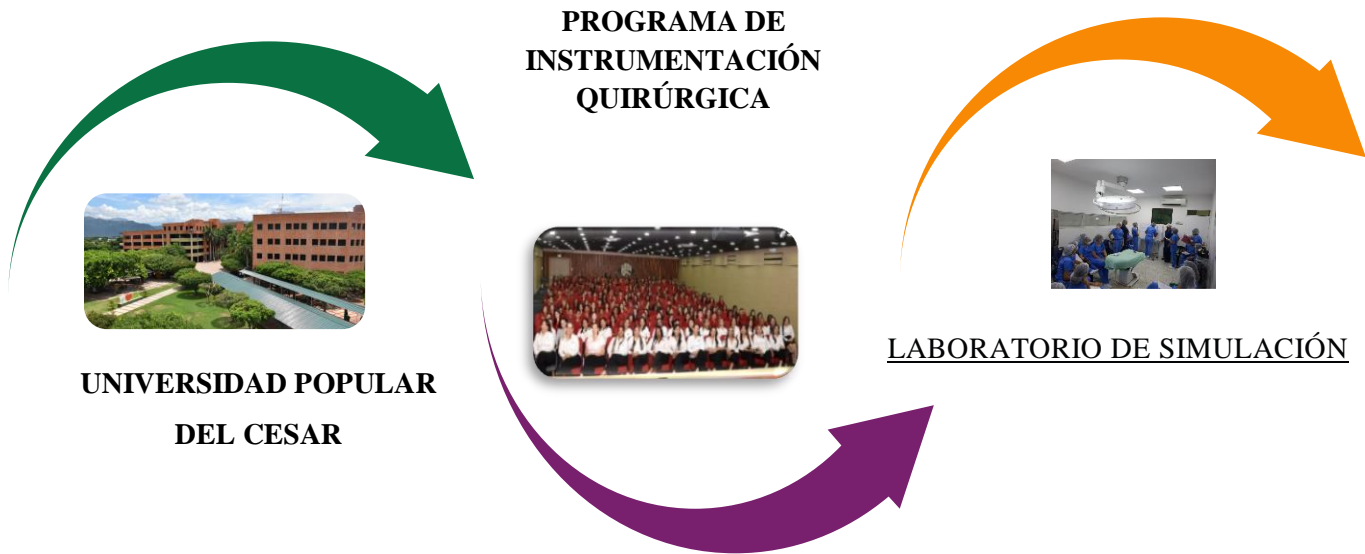 PROGRAMA DE
INSTRUMENTACIÓN
QUIRÚRGICA
UNIVERSIDAD POPULAR
DEL CESAR
LABORATORIO DE SIMULACIÓN